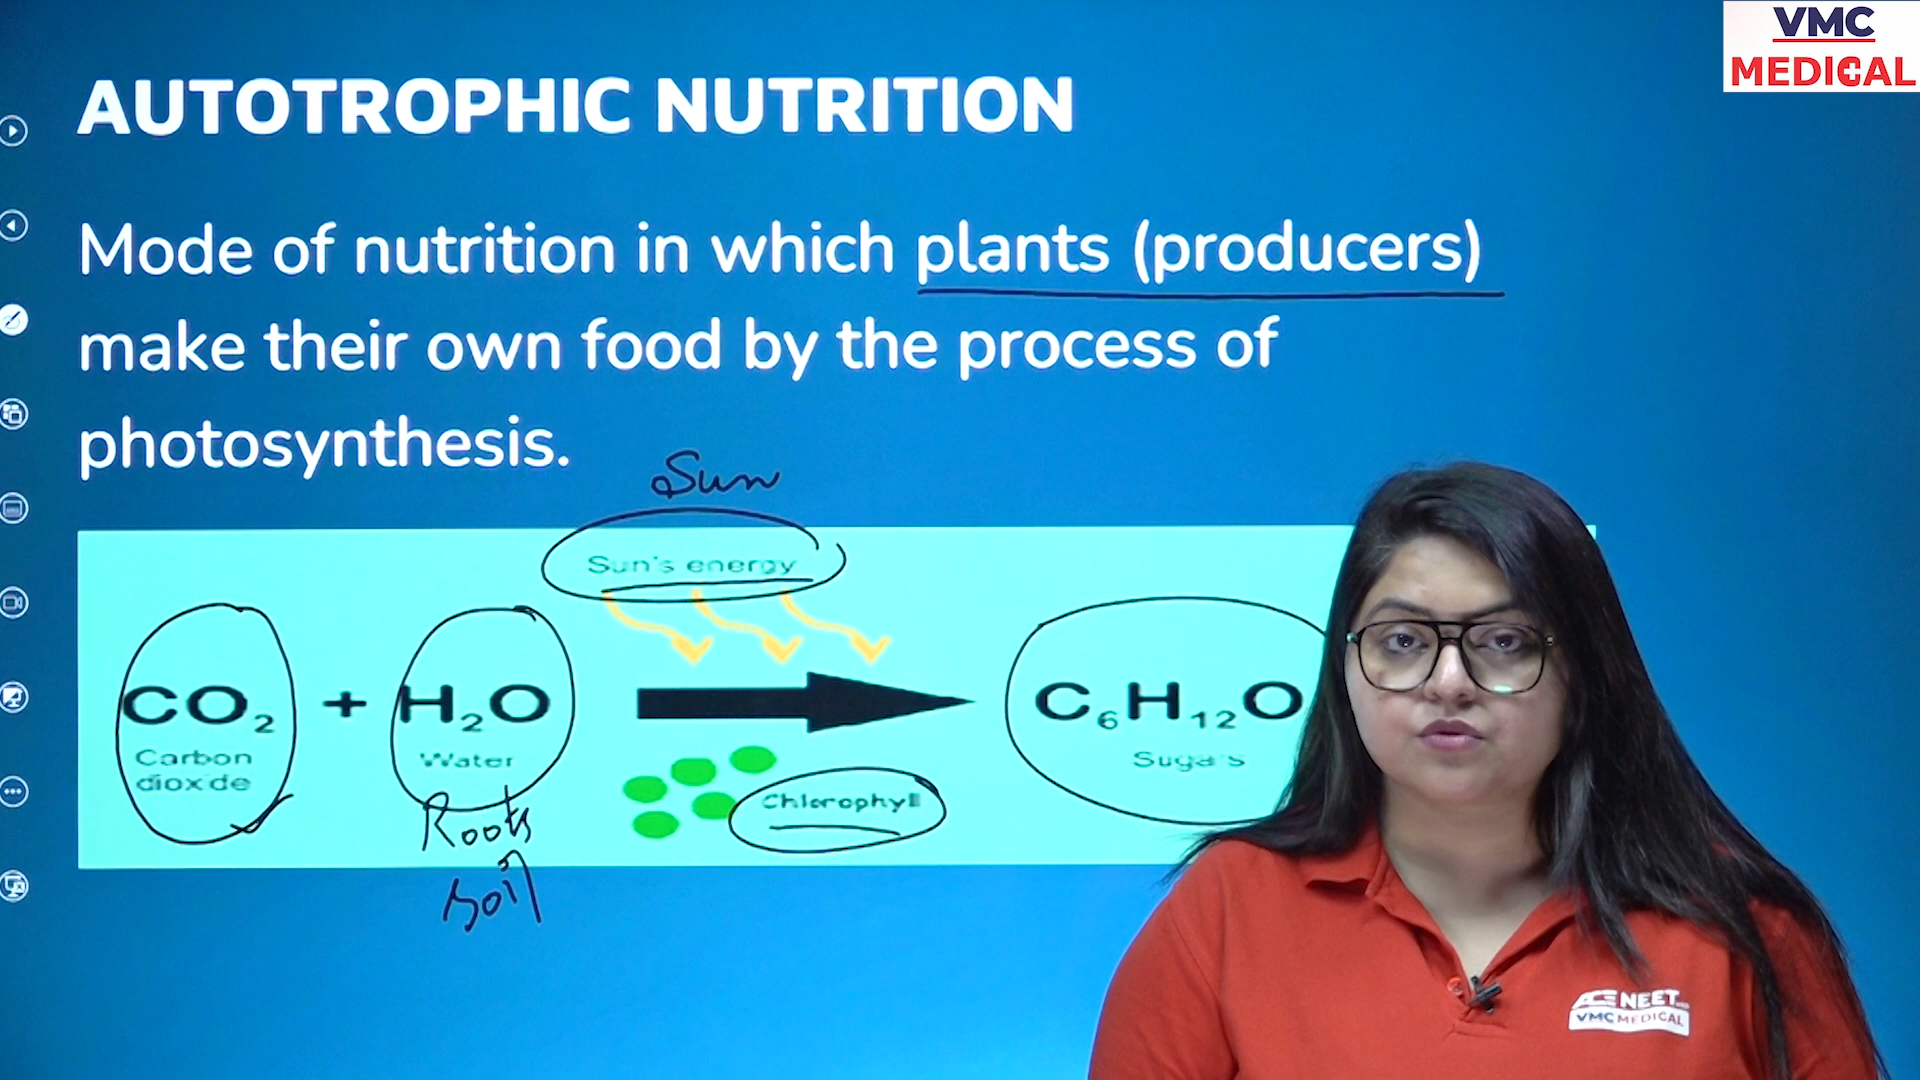 VMC
MEDICAL
AUTOTROPHIC NUTRITION
Mode of nutrition in which plants (producers)
make their own food by the process of
photosynthesis.
Sun
Sun's energy
CO2 + H2O
C6H12O
Carbon
dioxide
Water
Sugars
Chlorophyll
Roots
soil
ACE NEET
VMC MEDICAL